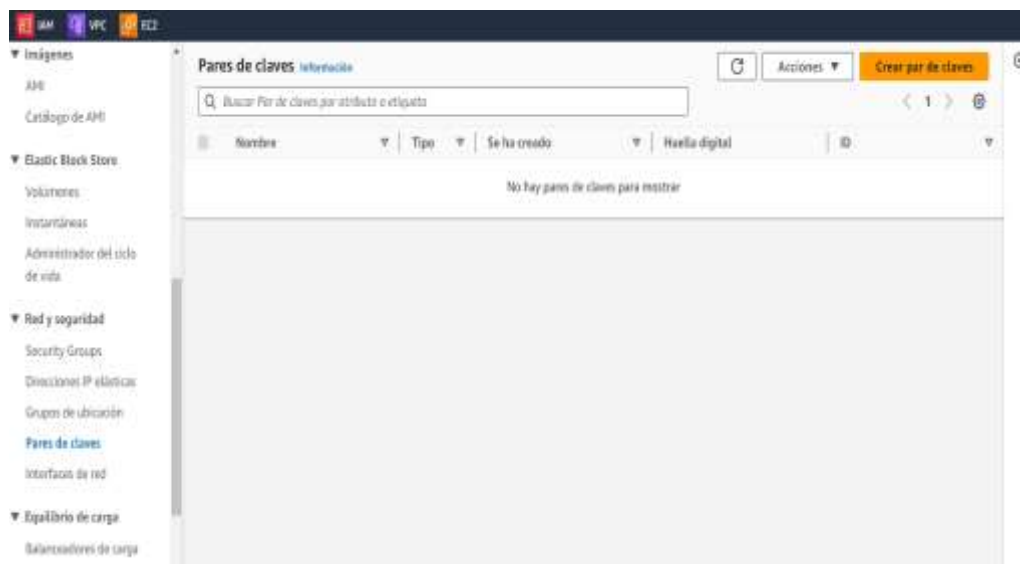 IAM VPC EC2
Imágenes
AMI
Catálogo de AMI
Elastic Block Store
Volúmenes
Instantáneas
Administrador del ciclo
de vida
Red y seguridad
Security Groups
Direcciones IP elásticas
Grupos de ubicación
Pares de claves
Interfaces de red
Equilibrio de carga
Balanceadores de carga
Pares de claves Información
Acciones
Crear par de claves
Buscar Par de claves por atributo o etiqueta
1
Nombre Tipo Se ha creado Huella digital ID
No hay pares de claves para mostrar